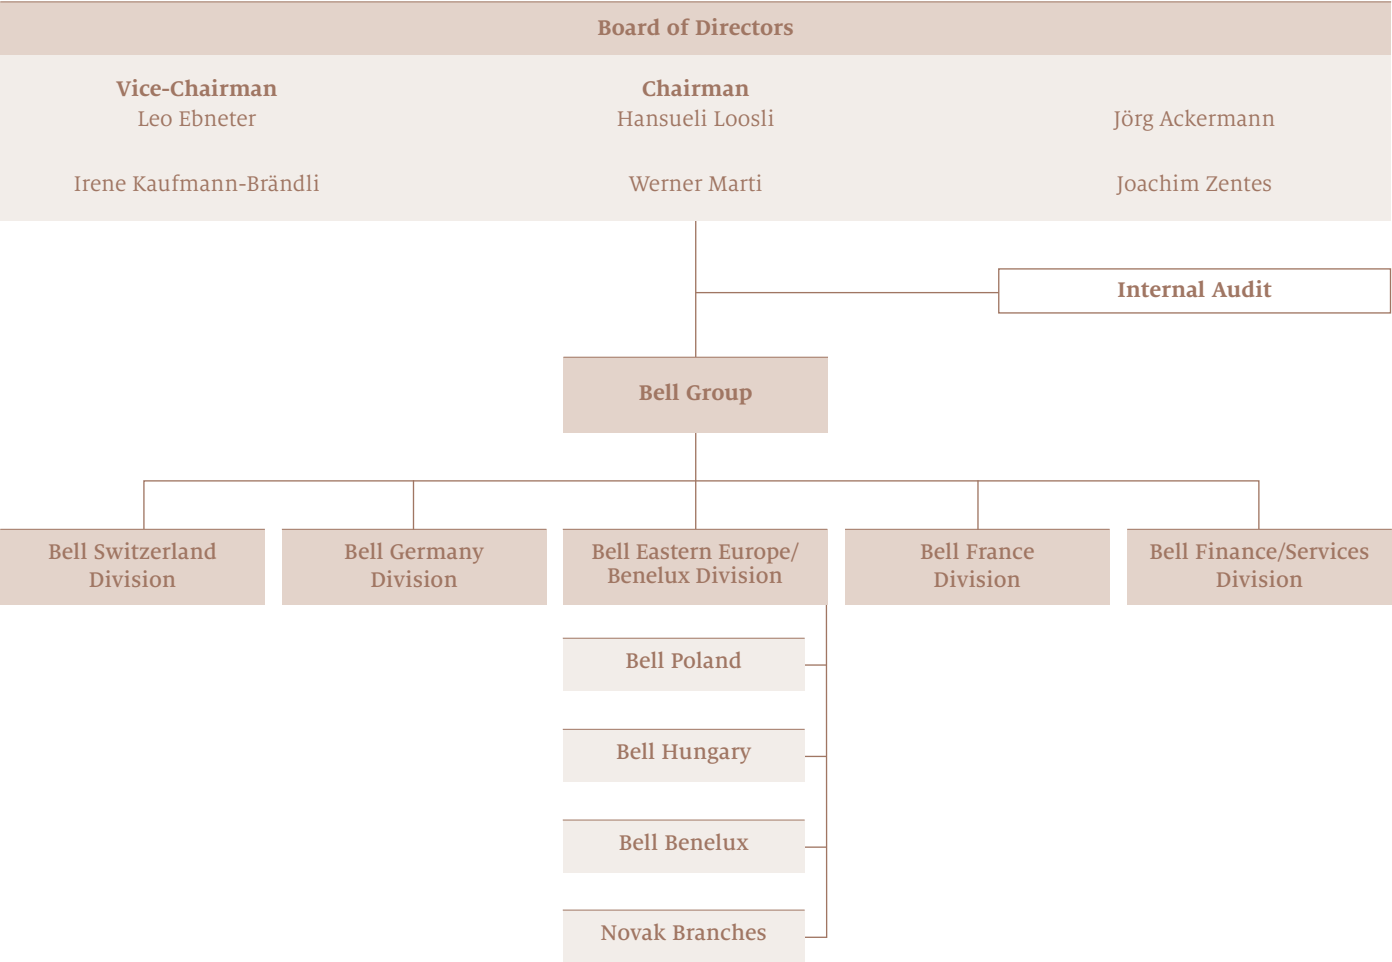 Board of Directors
Vice-Chairman
Leo Ebneter
Chairman
Hansueli Loosli
Jörg Ackermann
Irene Kaufmann-Brändli
Werner Marti
Joachim Zentes
Internal Audit
Bell Group
Bell Switzerland
Division
Bell Germany
Division
Bell Eastern Europe/
Benelux Division
Bell France
Division
Bell Finance/Services
Division
Bell Poland
Bell Hungary
Bell Benelux
Novak Branches